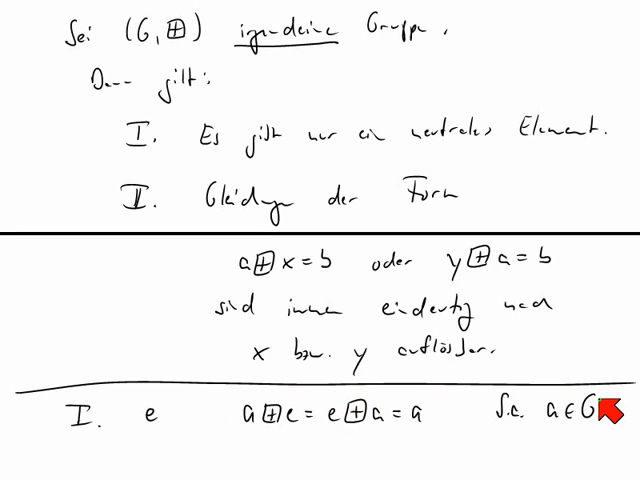 Sei (G, ⊞) irgendeine Gruppe.
Dann gilt:
I. Es gibt nur ein neutrales Element.
II. Gleichungen der Form
a ⊞ x = b oder y ⊞ a = b
sind immer eindeutig nach
x bzw. y auflösbar.
I. e a ⊞ e = e ⊞ a = a f.a. a ∈ G